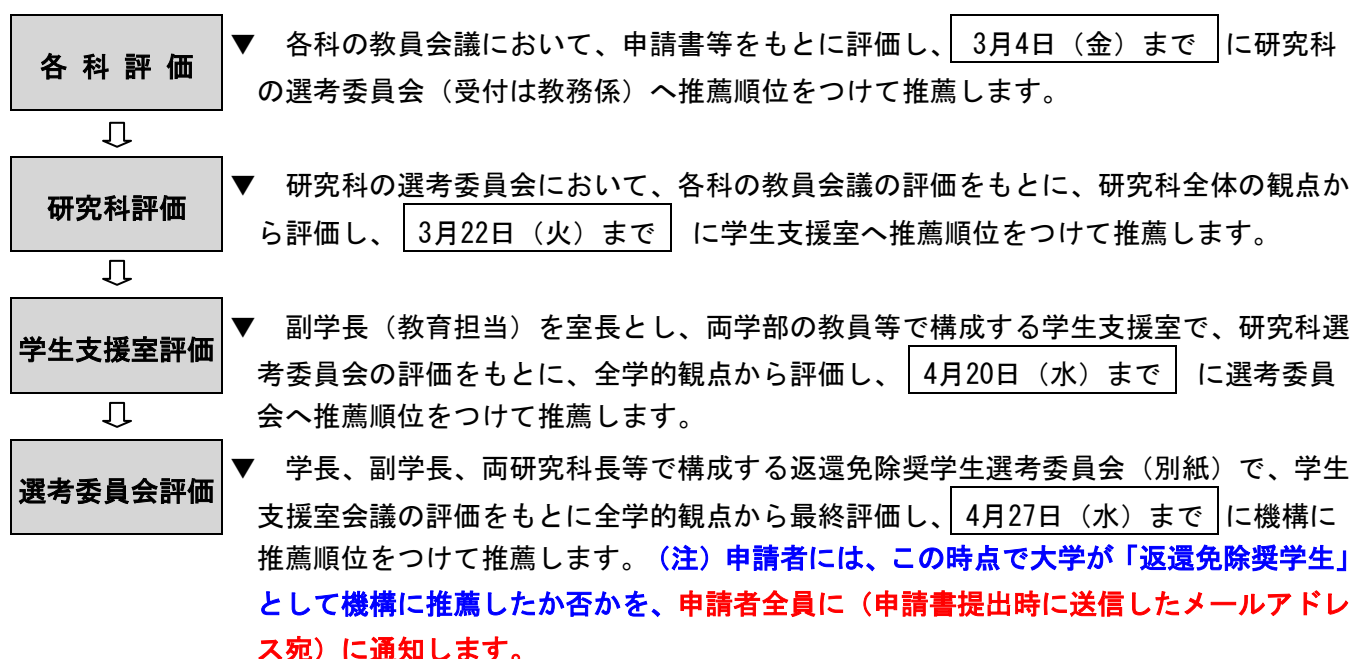 各科評価
▼　各科の教員会議において、申請書等をもとに評価し、 3月4日（金）まで に研究科
の選考委員会（受付は教務係）へ推薦順位をつけて推薦します。
⇩
研究科評価
▼　研究科の選考委員会において、各科の教員会議の評価をもとに、研究科全体の観点か
ら評価し、 3月22日（火）まで に学生支援室へ推薦順位をつけて推薦します。
⇩
学生支援室評価
▼　副学長（教育担当）を室長とし、両学部の教員等で構成する学生支援室で、研究科選
考委員会の評価をもとに、全学的観点から評価し、 4月20日（水）まで に選考委員
会へ推薦順位をつけて推薦します。
⇩
選考委員会評価
▼　学長、副学長、両研究科長等で構成する返還免除奨学生選考委員会（別紙）で、学生
支援室会議の評価をもとに全学的観点から最終評価し、 4月27日（水）まで に機構に
推薦順位をつけて推薦します。（注）申請者には、この時点で大学が「返還免除奨学生」
として機構に推薦したか否かを、申請者全員に（申請書提出時に送信したメールアドレ
ス宛）に通知します。